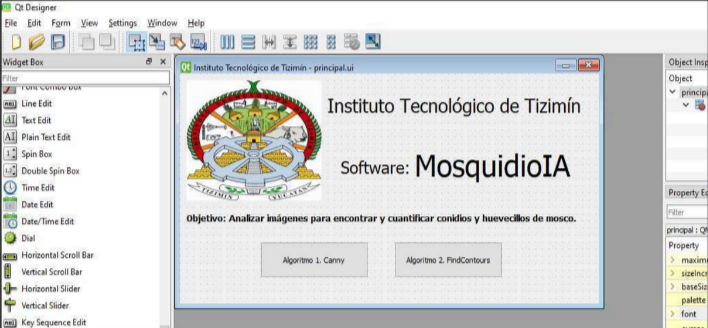 Qt Designer
File Edit Form View Settings Window Help
Widget Box
Filter
Font Combo Box
Line Edit
Text Edit
Plain Text Edit
Spin Box
Double Spin Box
Time Edit
Date Edit
Date/Time Edit
Dial
Horizontal Scroll Bar
Vertical Scroll Bar
Horizontal Slider
Vertical Slider
Key Sequence Edit
Instituto Tecnológico de Tizimín - principal.ui
Instituto Tecnológico de Tizimín
Software: MosquidioIA
TIZIMIN YUCATAN
Objetivo: Analizar imágenes para encontrar y cuantificar conidios y huevecillos de mosco.
Algoritmo 1. Canny
Algoritmo 2. FindContours
Object Insp
Object
principa
Property Ed
Filter
principal : QM
Property
maximu
sizeIncr
baseSiz
palette
font